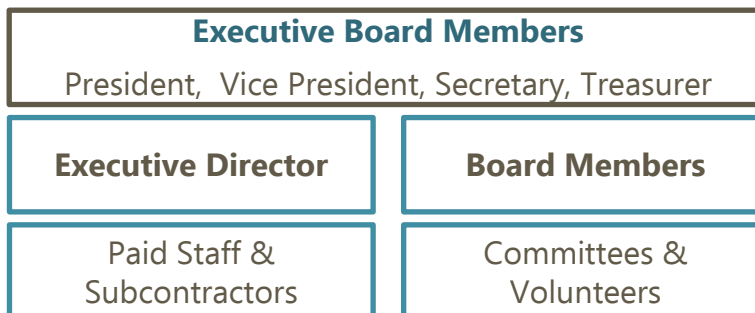 Executive Board Members
President, Vice President, Secretary, Treasurer
Executive Director
Board Members
Paid Staff &
Subcontractors
Committees &
Volunteers